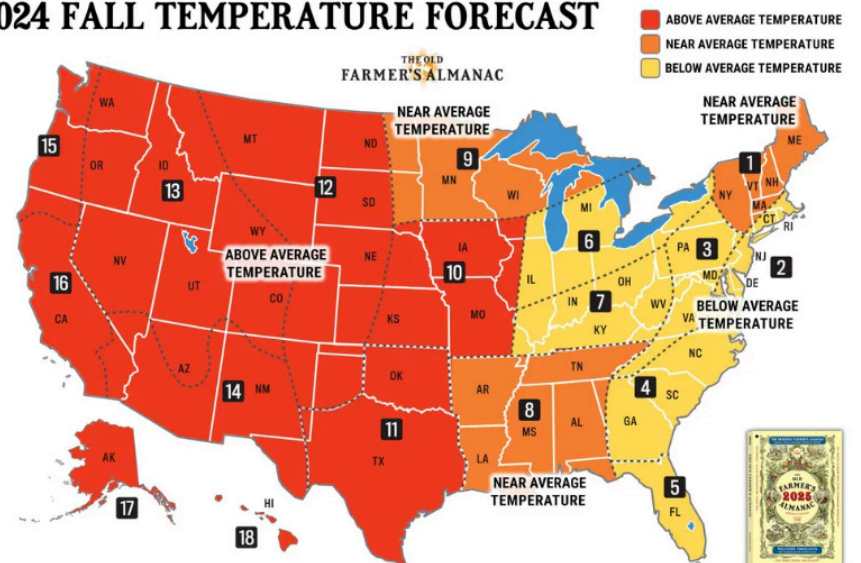 024 FALL TEMPERATURE FORECAST
ABOVE AVERAGE TEMPERATURE
NEAR AVERAGE TEMPERATURE
BELOW AVERAGE TEMPERATURE
THE OLD
FARMER'S ALMANAC
NEAR AVERAGE
TEMPERATURE
NEAR AVERAGE
TEMPERATURE
WA
15
OR
ID
13
MT
12
ND
SD
9
MN
WI
MI
1
ME
VT
NH
NY
MA
CT
RI
WY
ABOVE AVERAGE
TEMPERATURE
NE
IA
10
6
IL
IN
7
OH
PA
3
NJ
2
MD
DE
WV
VA
BELOW AVERAGE
TEMPERATURE
16
CA
NV
UT
CO
KS
MO
KY
NC
AZ
14
NM
OK
AR
TN
8
MS
AL
4
SC
GA
11
TX
LA
NEAR AVERAGE
TEMPERATURE
5
FL
AK
17
HI
18
THE
OLD
FARMER'S
2025
ALMANAC